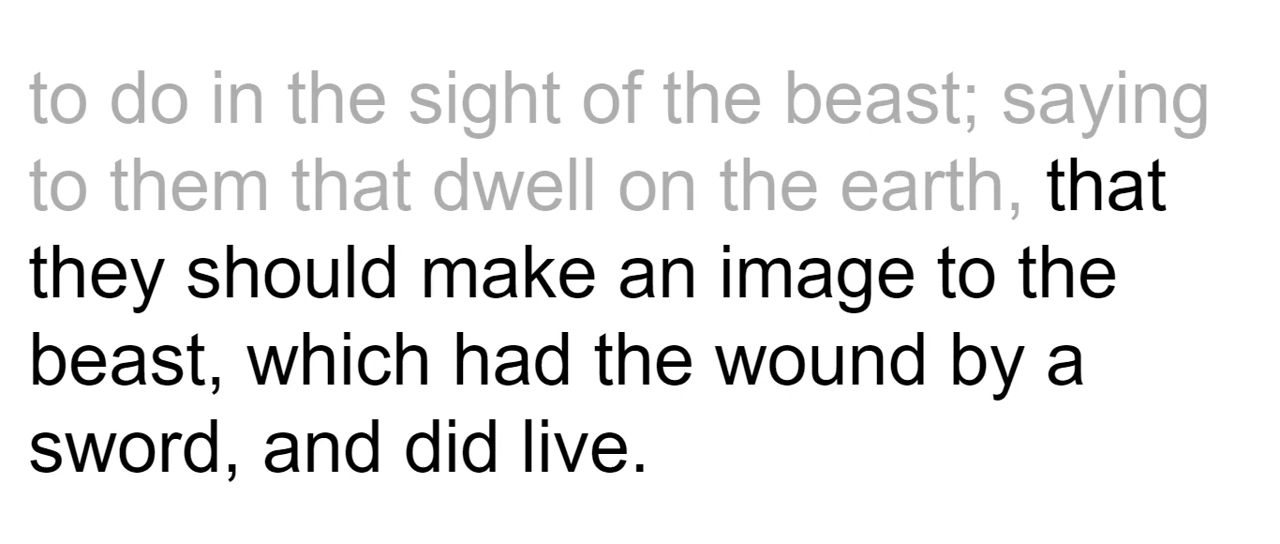 to do in the sight of the beast; saying
to them that dwell on the earth, that
they should make an image to the
beast, which had the wound by a
sword, and did live.